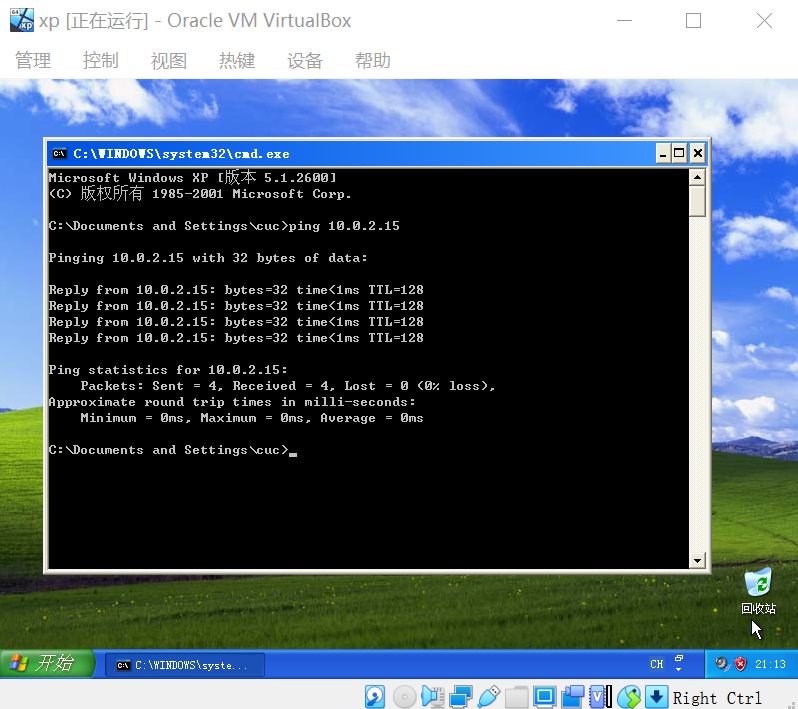 xp [正在运行] - Oracle VM VirtualBox
管理 控制 视图 热键 设备 帮助
C:\WINDOWS\system32\cmd.exe
Microsoft Windows XP [版本 5.1.2600]
(C) 版权所有 1985-2001 Microsoft Corp.
C:\Documents and Settings\cuc>ping 10.0.2.15
Pinging 10.0.2.15 with 32 bytes of data:
Reply from 10.0.2.15: bytes=32 time<1ms TTL=128
Reply from 10.0.2.15: bytes=32 time<1ms TTL=128
Reply from 10.0.2.15: bytes=32 time<1ms TTL=128
Reply from 10.0.2.15: bytes=32 time<1ms TTL=128
Ping statistics for 10.0.2.15:
Packets: Sent = 4, Received = 4, Lost = 0 (0% loss),
Approximate round trip times in milli-seconds:
Minimum = 0ms, Maximum = 0ms, Average = 0ms
C:\Documents and Settings\cuc>_
回收站
开始 C:\WINDOWS\syste... CH 21:13
Right Ctrl